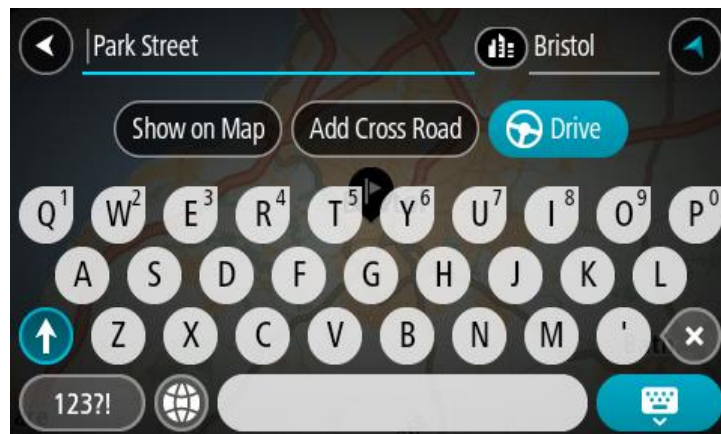 Park Street Bristol
Show on Map Add Cross Road Drive
Q1 W2 E3 R4 T5 Y6 U7 I8 O9 P0
A S D F G H J K L
Z X C V B N M '
123?!